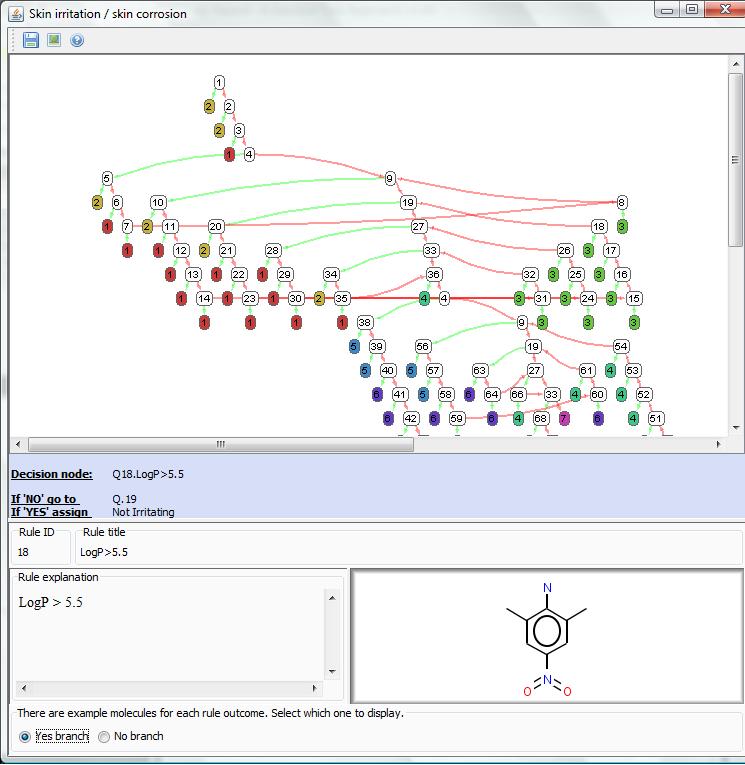 Skin irritation / skin corrosion
1
2 2
2 3
1 4
5 9
2 6 10 19 8
1 7 2 11 20 27 18 3
1 1 12 2 21 28 33 26 3 17
1 13 1 22 1 29 34 36 32 3 25 3 16
1 14 1 23 1 30 2 35 4 4 3 31 3 24 3 15
1 1 1 1 38 9 3 3 3
5 39 56 19 54
5 40 5 57 63 27 61 4 53
6 41 5 58 6 64 66 33 4 60 4 52
6 42 6 59 6 4 68 7 6 4 51
Decision node: Q18.LogP>5.5
If 'NO' go to Q.19
If 'YES' assign Not Irritating
Rule ID Rule title
18 LogP>5.5
Rule explanation
LogP > 5.5
N
N
O O
There are example molecules for each rule outcome. Select which one to display.
Yes branch No branch